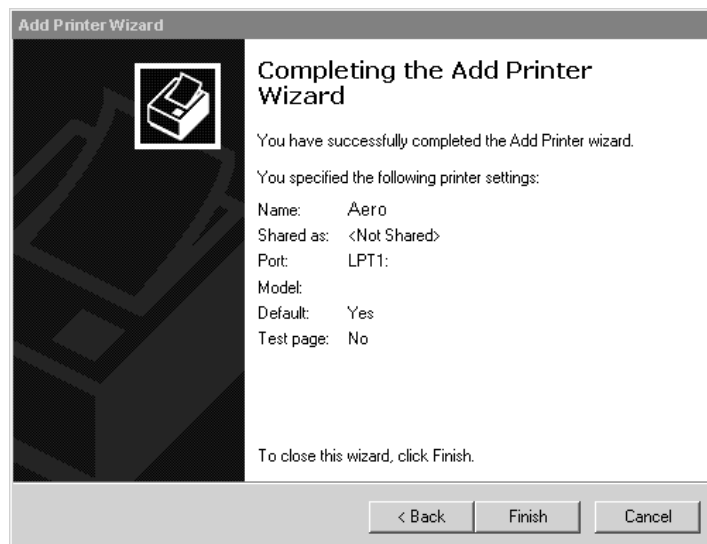 Add Printer Wizard
Completing the Add Printer
Wizard
You have successfully completed the Add Printer wizard.
You specified the following printer settings:
Name: Aero
Shared as: <Not Shared>
Port: LPT1:
Model:
Default: Yes
Test page: No
To close this wizard, click Finish.
< Back Finish Cancel